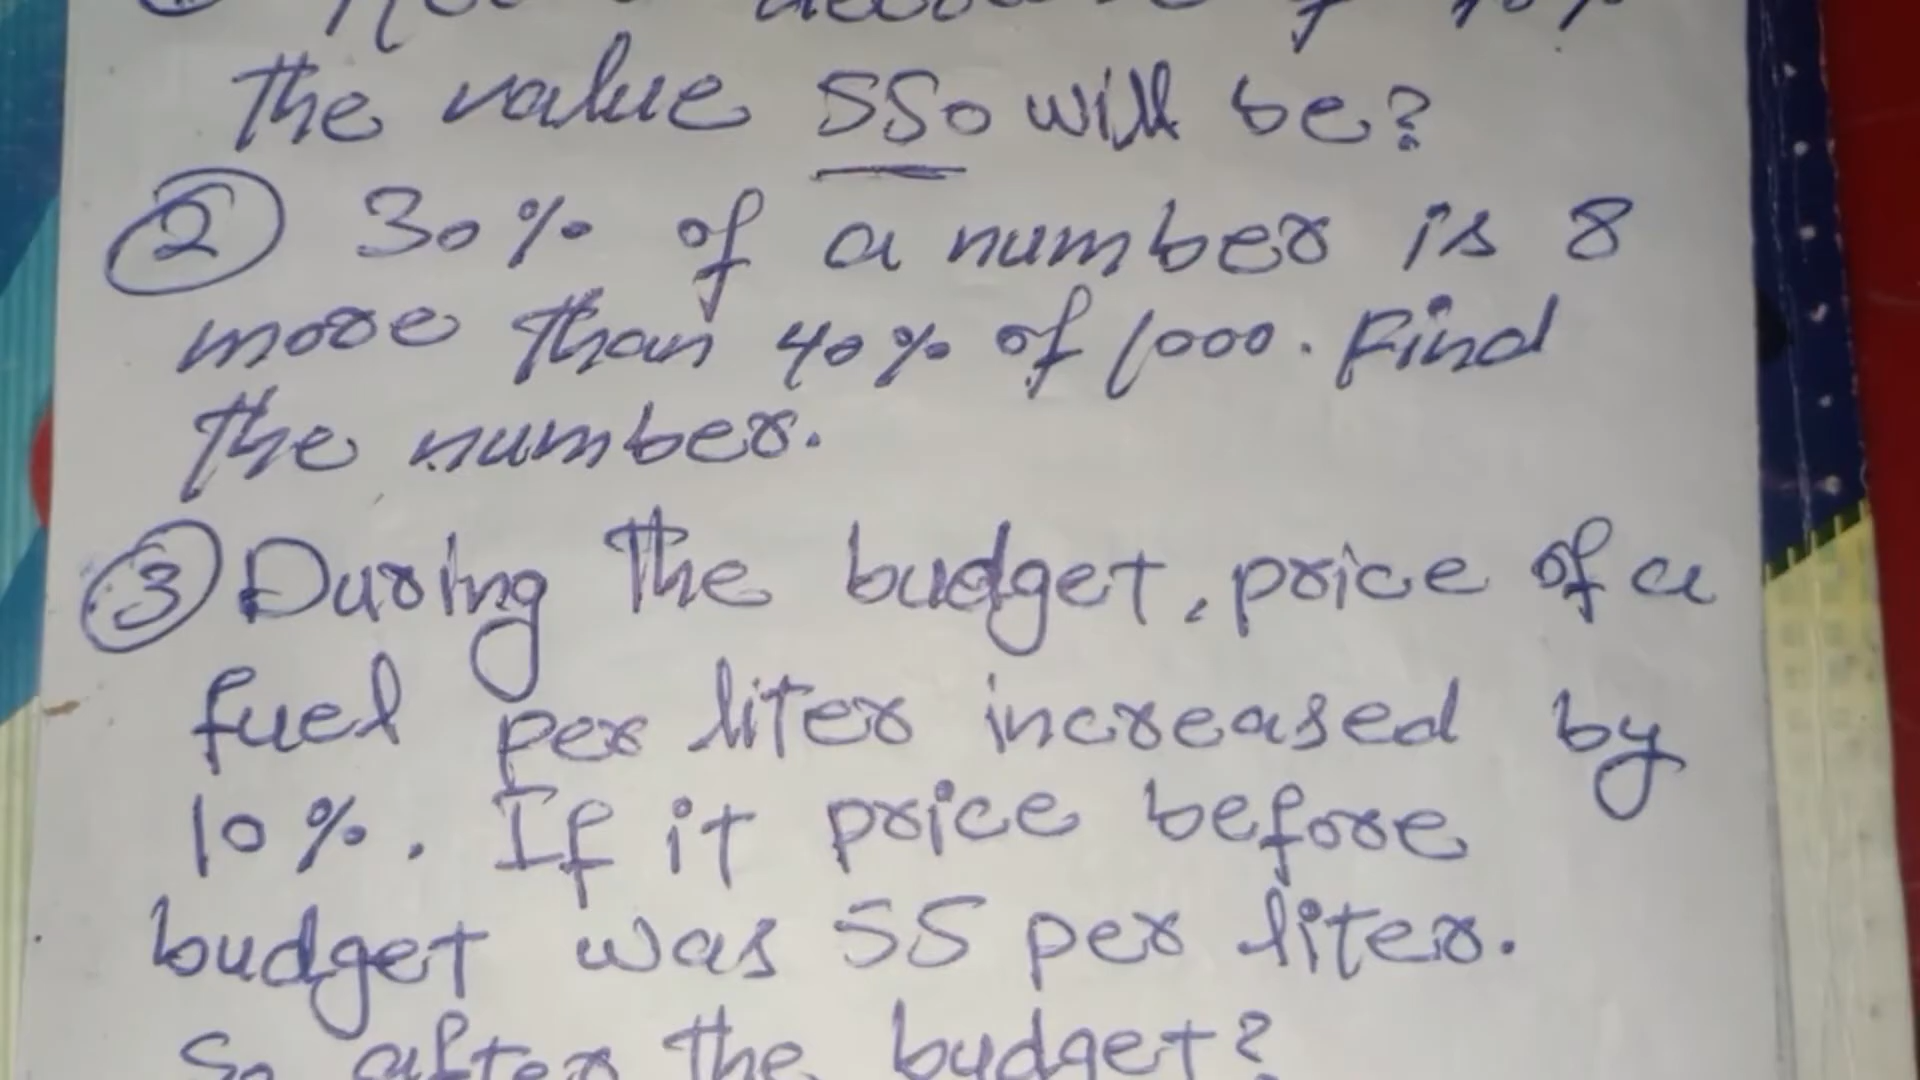 the value 550 will be?
② 30% of a number is 8
more than 40% of 1000. Find
the number.
③ During the budget, price of a
fuel per liter increased by
10%. If it price before
budget was 55 per liter.
So after the budget?